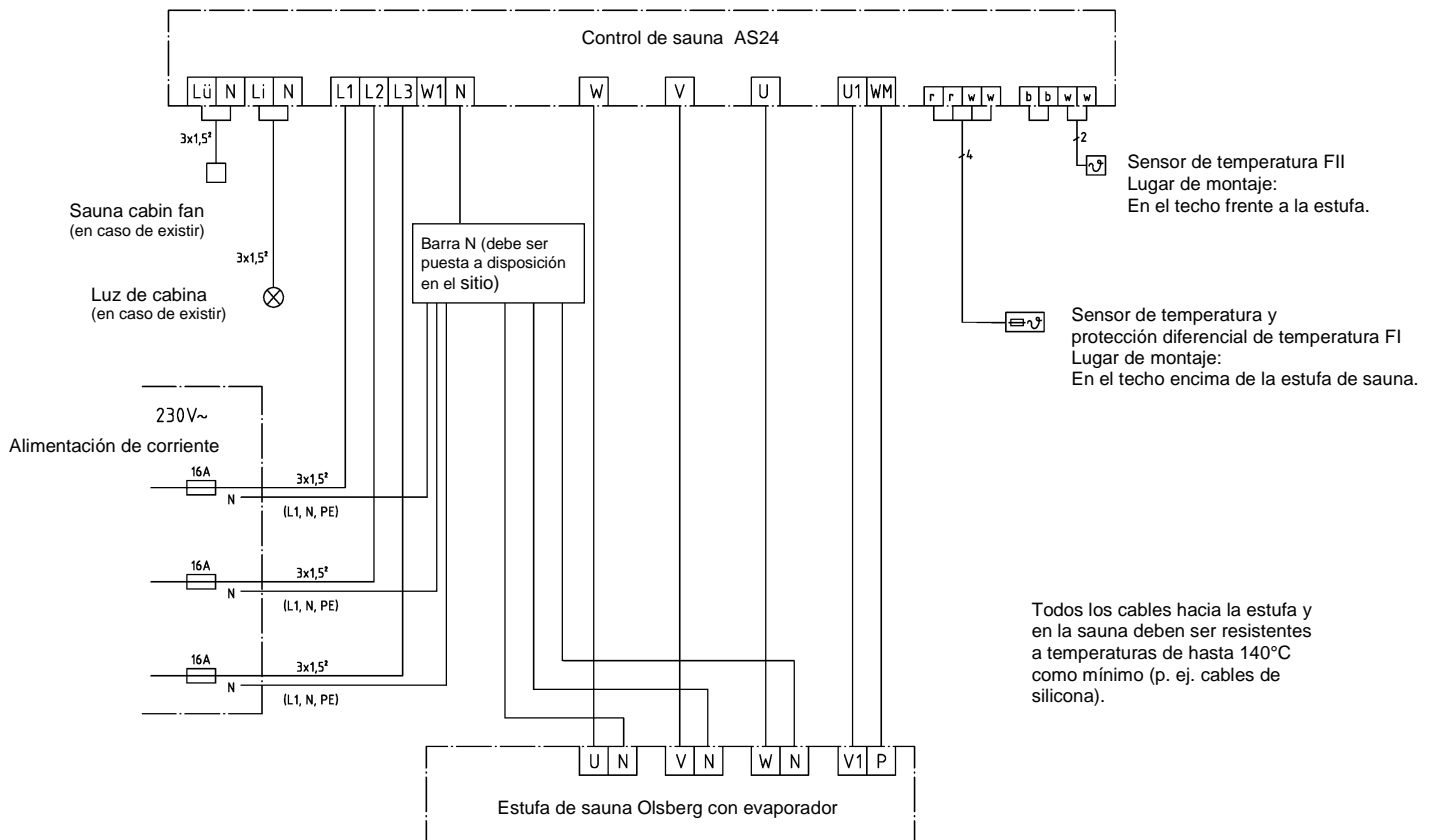 Control de sauna AS24
Lü N Li N L1 L2 L3 W1 N W V U U1 WM r r w w b b w w
3x1,5²
4
2
Sensor de temperatura FII
Lugar de montaje:
En el techo frente a la estufa.
Sauna cabin fan
(en caso de existir)
3x1,5²
Barra N (debe ser
puesta a disposición
en el sitio)
Luz de cabina
(en caso de existir)
Sensor de temperatura y
protección diferencial de temperatura FI
Lugar de montaje:
En el techo encima de la estufa de sauna.
230V~
Alimentación de corriente
16A
3x1,5²
N
(L1, N, PE)
16A
3x1,5²
N
(L1, N, PE)
16A
3x1,5²
N
(L1, N, PE)
Todos los cables hacia la estufa y
en la sauna deben ser resistentes
a temperaturas de hasta 140°C
como mínimo (p. ej. cables de
silicona).
U N V N W N V1 P
Estufa de sauna Olsberg con evaporador